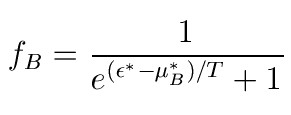 $f_B = \frac{1}{e^{(\epsilon^* - \mu_B^*)/T} + 1}$